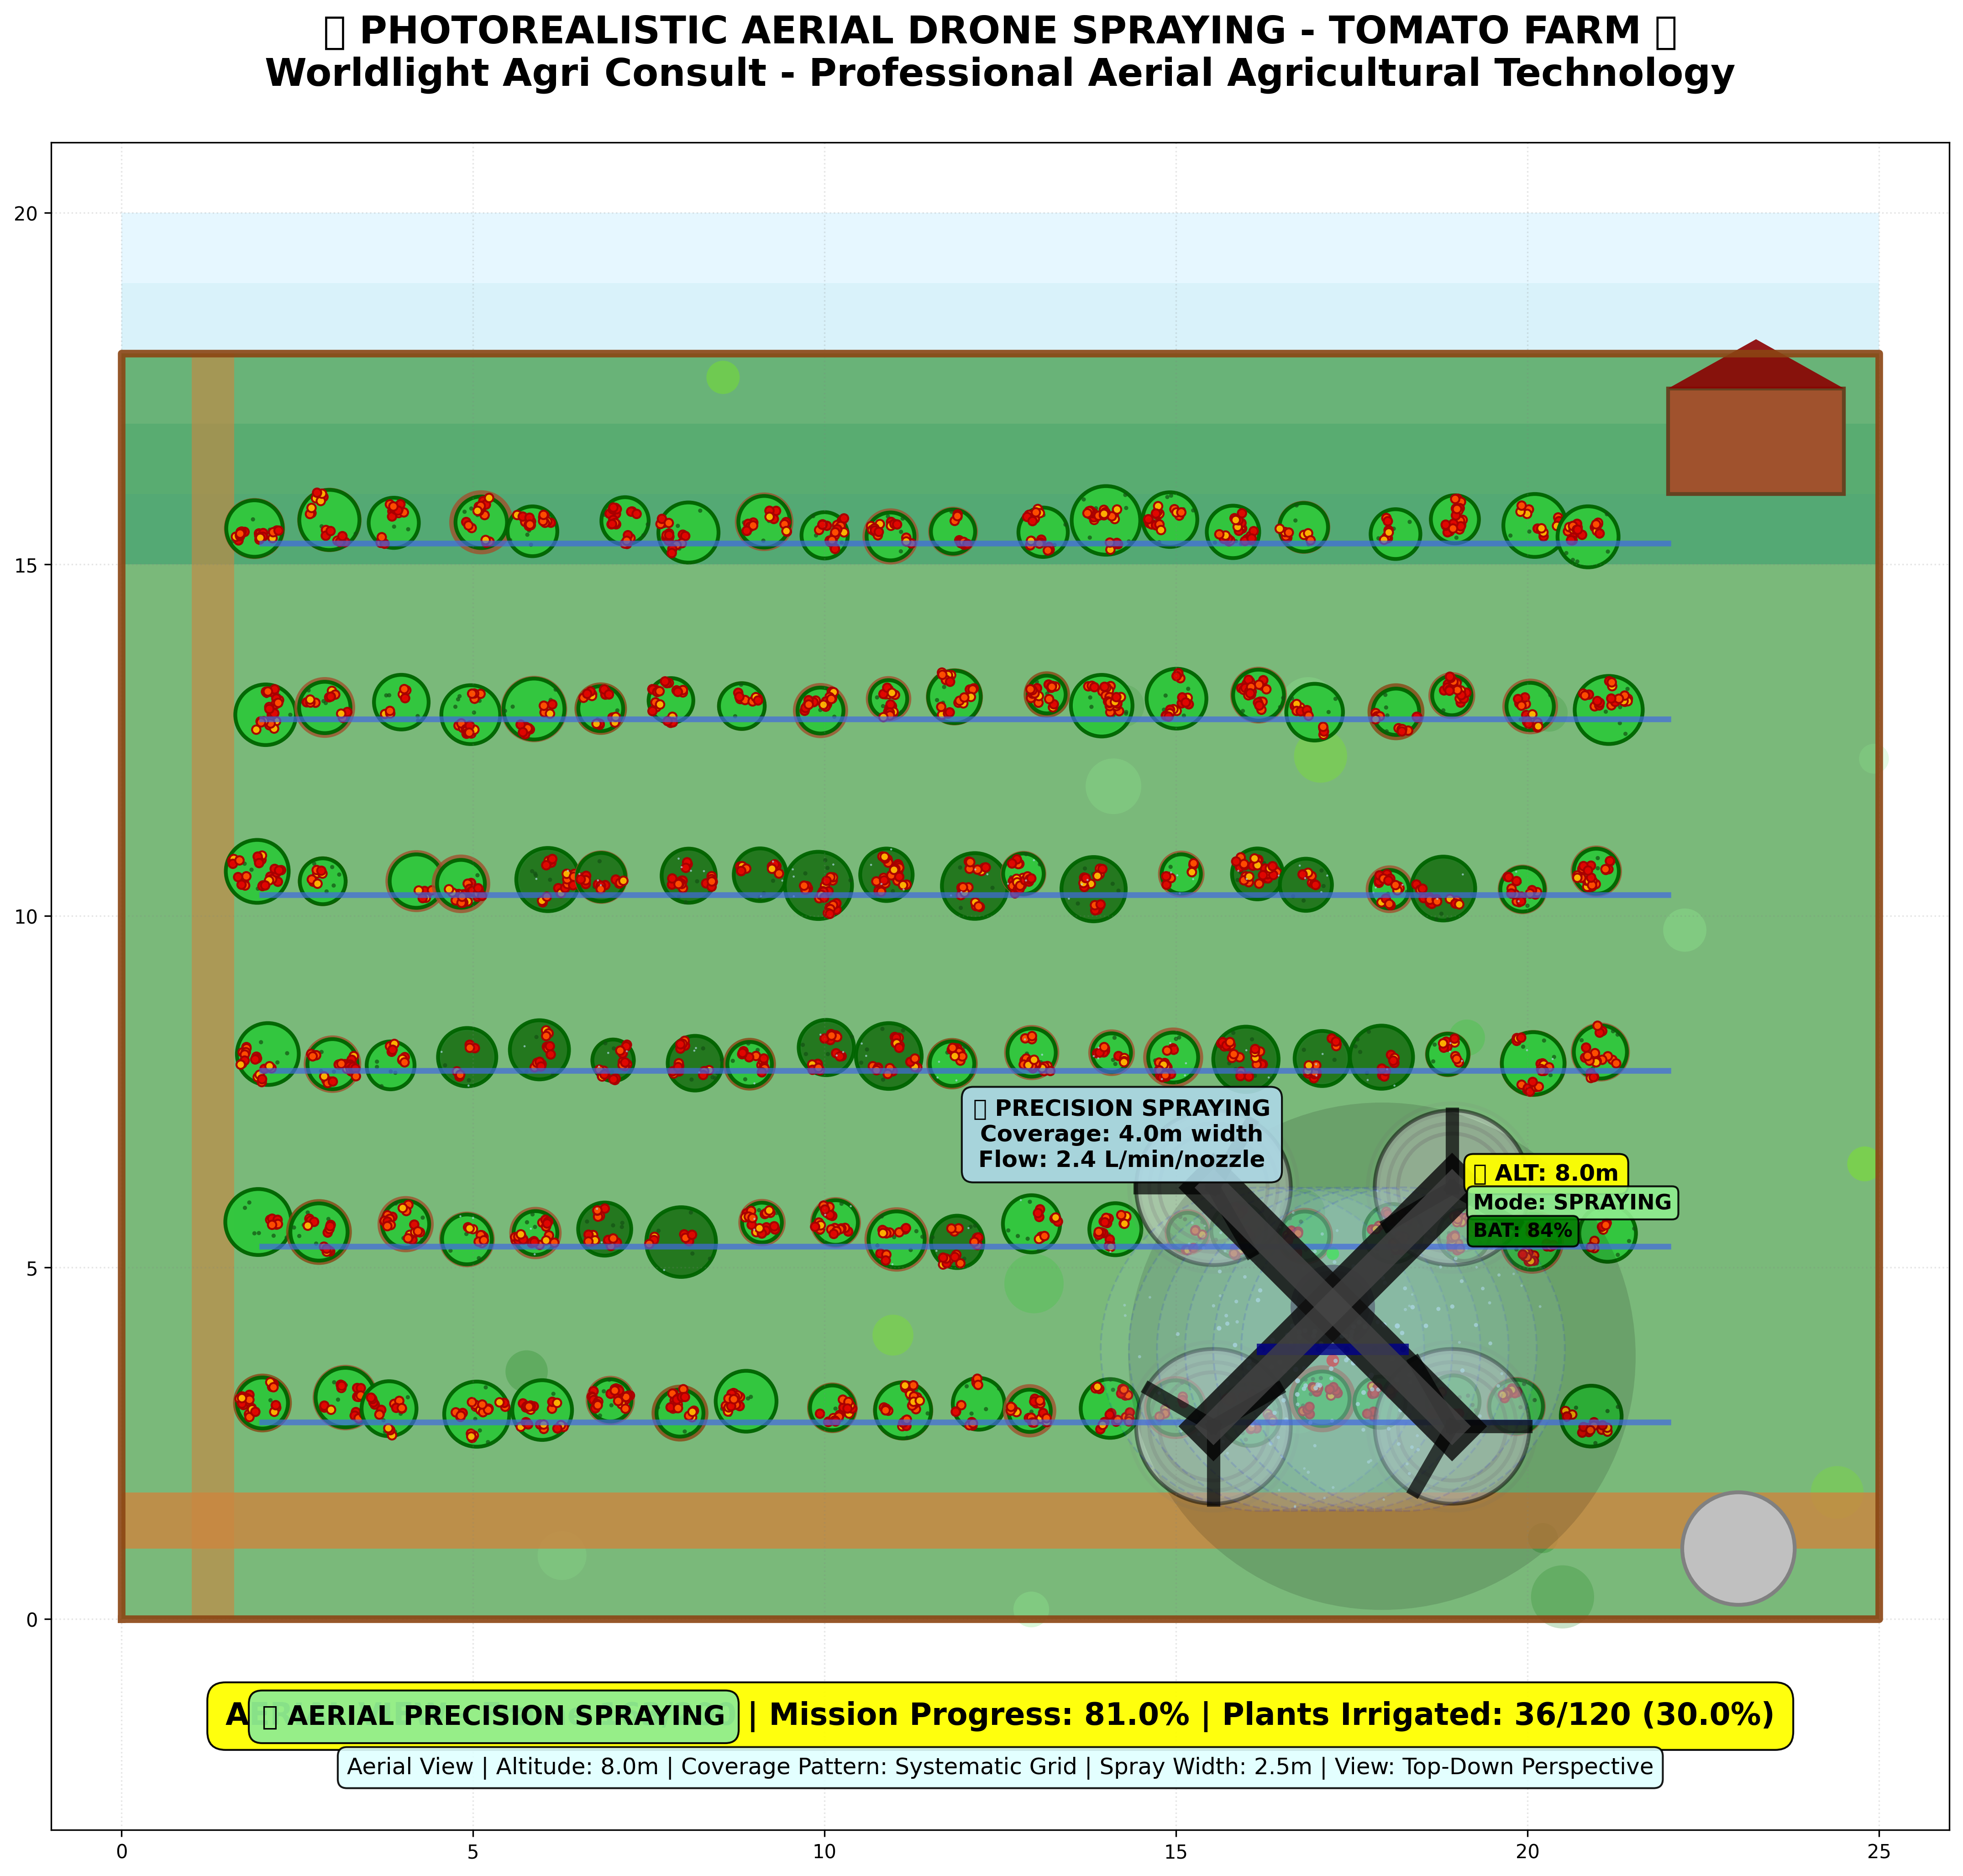 ▯ PHOTOREALISTIC AERIAL DRONE SPRAYING - TOMATO FARM ▯
Worldlight Agri Consult - Professional Aerial Agricultural Technology
20
15
10
5
0
▯ PRECISION SPRAYING
Coverage: 4.0m width
Flow: 2.4 L/min/nozzle
▯ ALT: 8.0m
Mode: SPRAYING
BAT: 84%
▯ AERIAL PRECISION SPRAYING | Mission Progress: 81.0% | Plants Irrigated: 36/120 (30.0%)
Aerial View | Altitude: 8.0m | Coverage Pattern: Systematic Grid | Spray Width: 2.5m | View: Top-Down Perspective
0 5 10 15 20 25